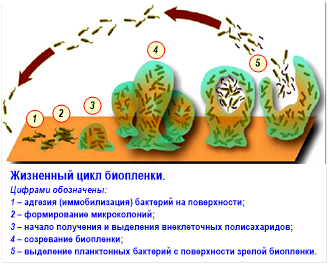 4
5
1
2
3
Жизненный цикл биопленки.
Цифрами обозначены:
1 – адгезия (иммобилизация) бактерий на поверхности;
2 – формирование микроколоний;
3 – начало получения и выделения внеклеточных полисахаридов;
4 – созревание биопленки;
5 – выделение планктонных бактерий с поверхности зрелой биопленки.